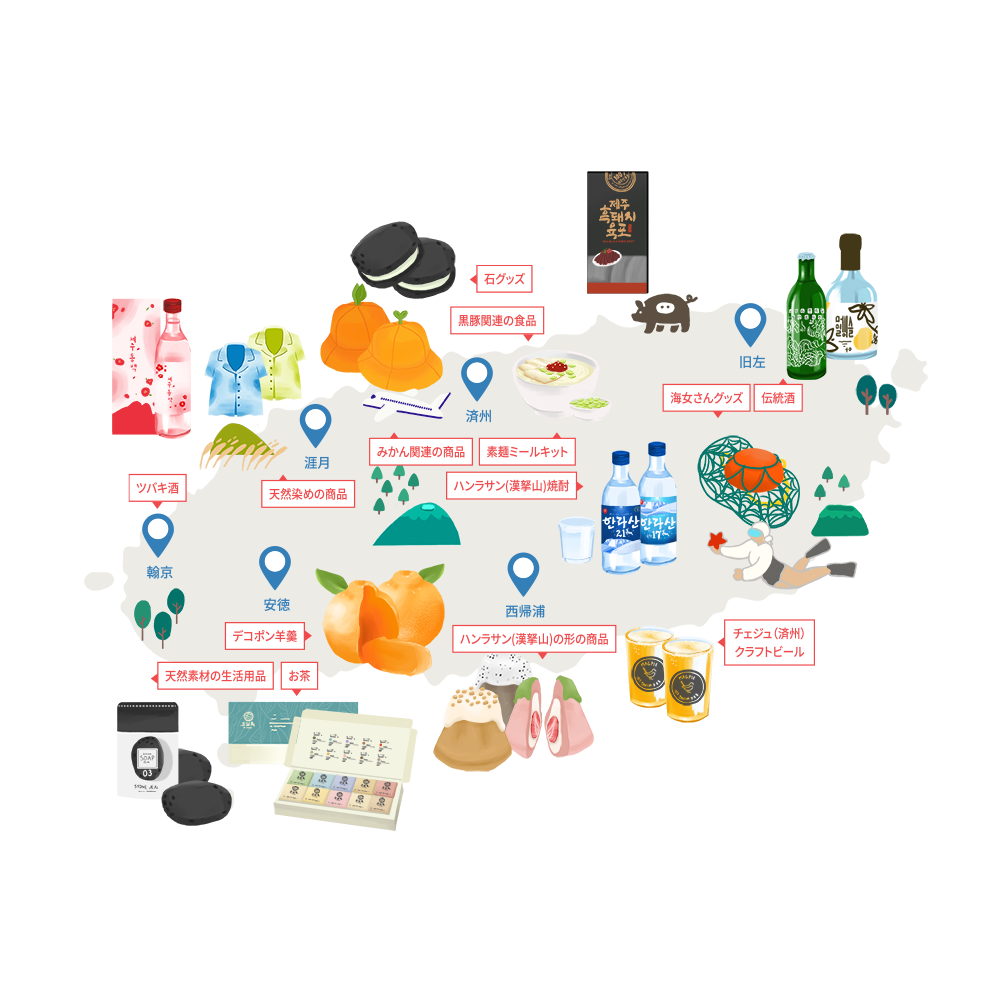 100%
제주
흑돼지
육포
石グッズ
黒豚関連の食品
旧左
済州
海女さんグッズ
伝統酒
涯月
みかん関連の商品
素麺ミールキット
ハンラサン(漢拏山)焼酎
天然染めの商品
ツバキ酒
한라산
21
한라산
17
翰京
安徳
西帰浦
デコポン羊羹
ハンラサン(漢拏山)の形の商品
チェジュ（済州）
クラフトビール
MAGPIE
MAGPIE
天然素材の生活用品
お茶
SOAP
03